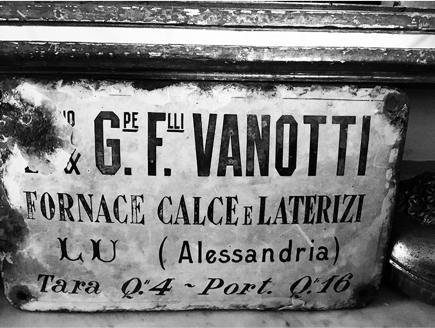 G.PE F.LLI VANOTTI
FORNACE CALCE E LATERIZI
LU (Alessandria)
Tara Q.li 4 ~ Port. Q.li 16